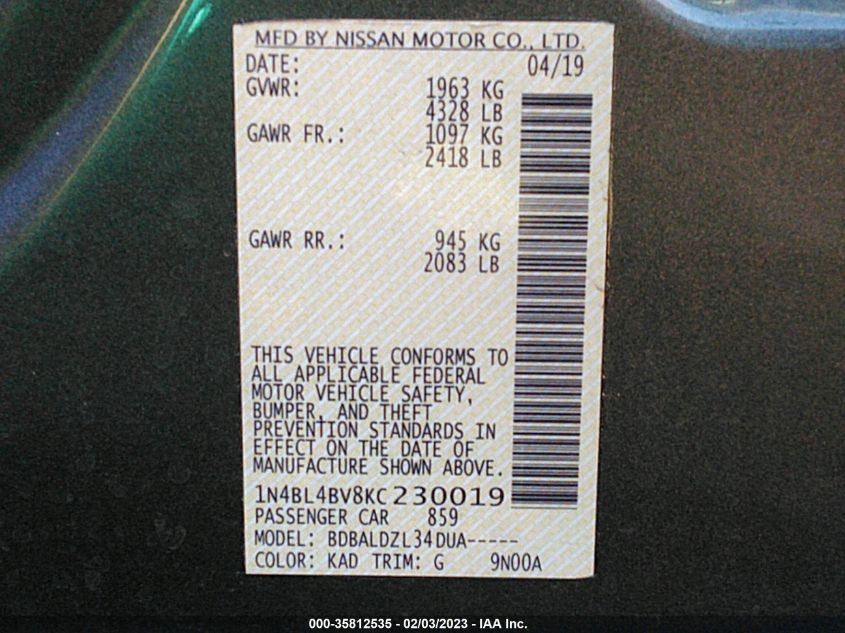 MFD BY NISSAN MOTOR CO., LTD.
DATE: 04/19
GVWR: 1963 KG
4328 LB
GAWR FR.: 1097 KG
2418 LB
GAWR RR.: 945 KG
2083 LB
THIS VEHICLE CONFORMS TO
ALL APPLICABLE FEDERAL
MOTOR VEHICLE SAFETY,
BUMPER, AND THEFT
PREVENTION STANDARDS IN
EFFECT ON THE DATE OF
MANUFACTURE SHOWN ABOVE.
1N4BL4BV8KC230019
PASSENGER CAR 859
MODEL: BDBALDZL34DUA-----
COLOR: KAD TRIM: G 9N00A
000-35812535 - 02/03/2023 - IAA Inc.